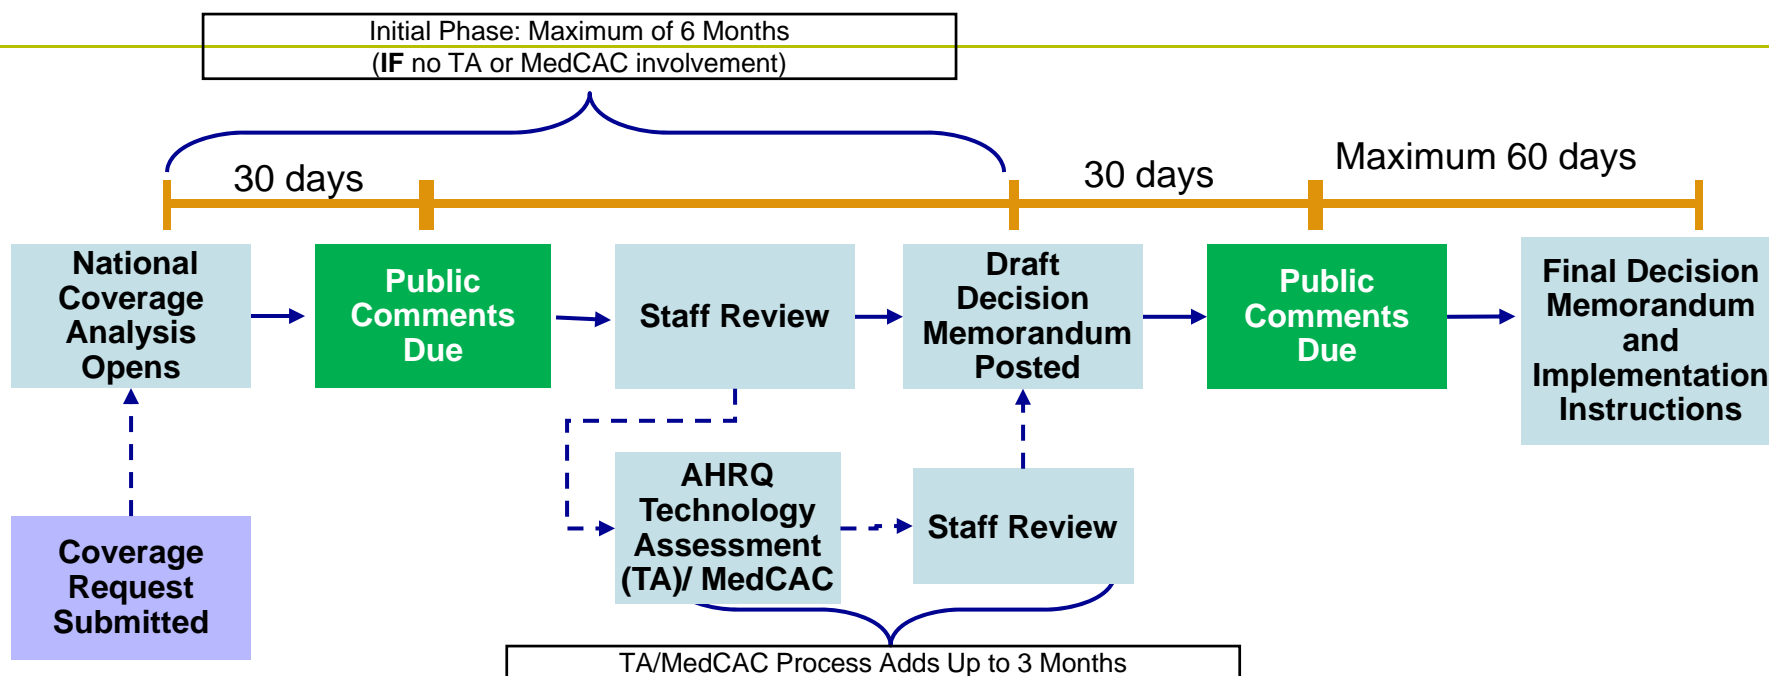 Initial Phase: Maximum of 6 Months
(IF no TA or MedCAC involvement)
30 days
30 days
Maximum 60 days
National
Coverage
Analysis
Opens
Public
Comments
Due
Staff Review
Draft
Decision
Memorandum
Posted
Public
Comments
Due
Final Decision
Memorandum
and
Implementation
Instructions
Coverage
Request
Submitted
AHRQ
Technology
Assessment
(TA)/ MedCAC
Staff Review
TA/MedCAC Process Adds Up to 3 Months